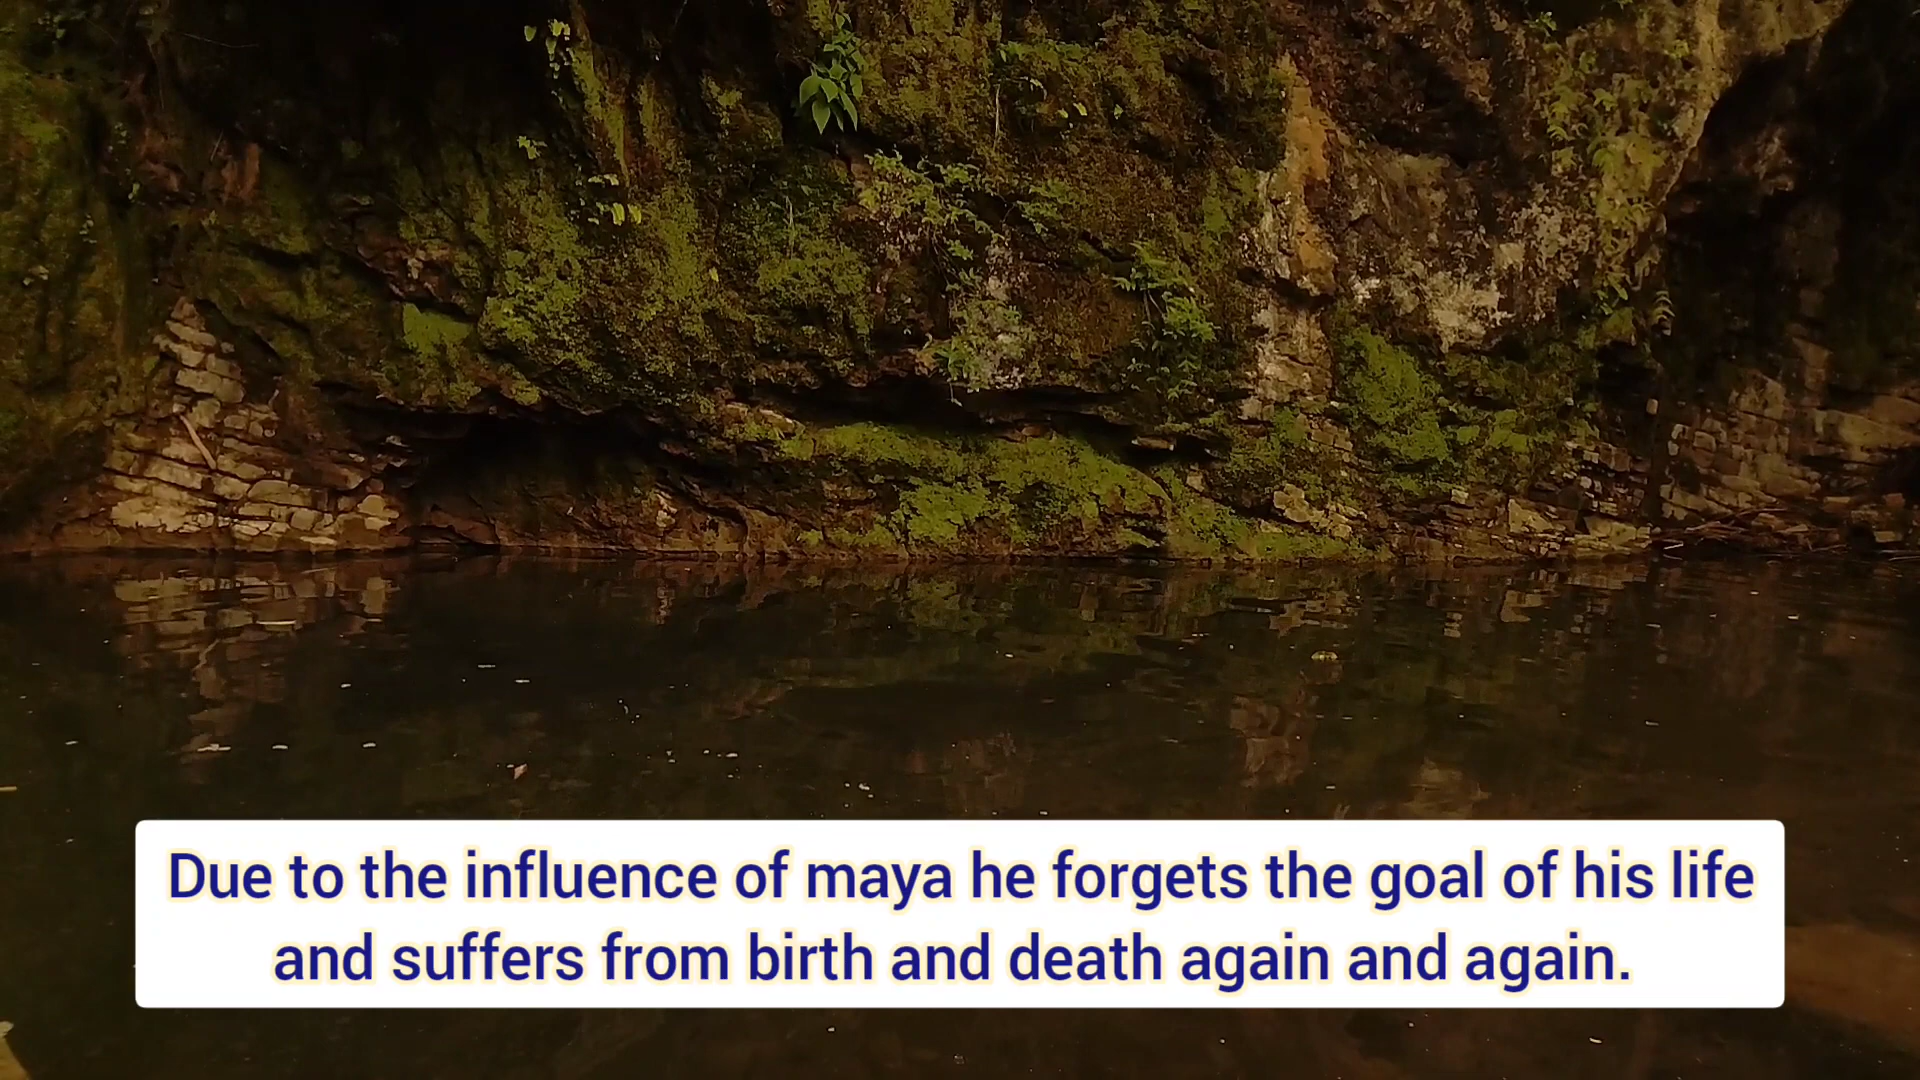 Due to the influence of maya he forgets the goal of his life
and suffers from birth and death again and again.